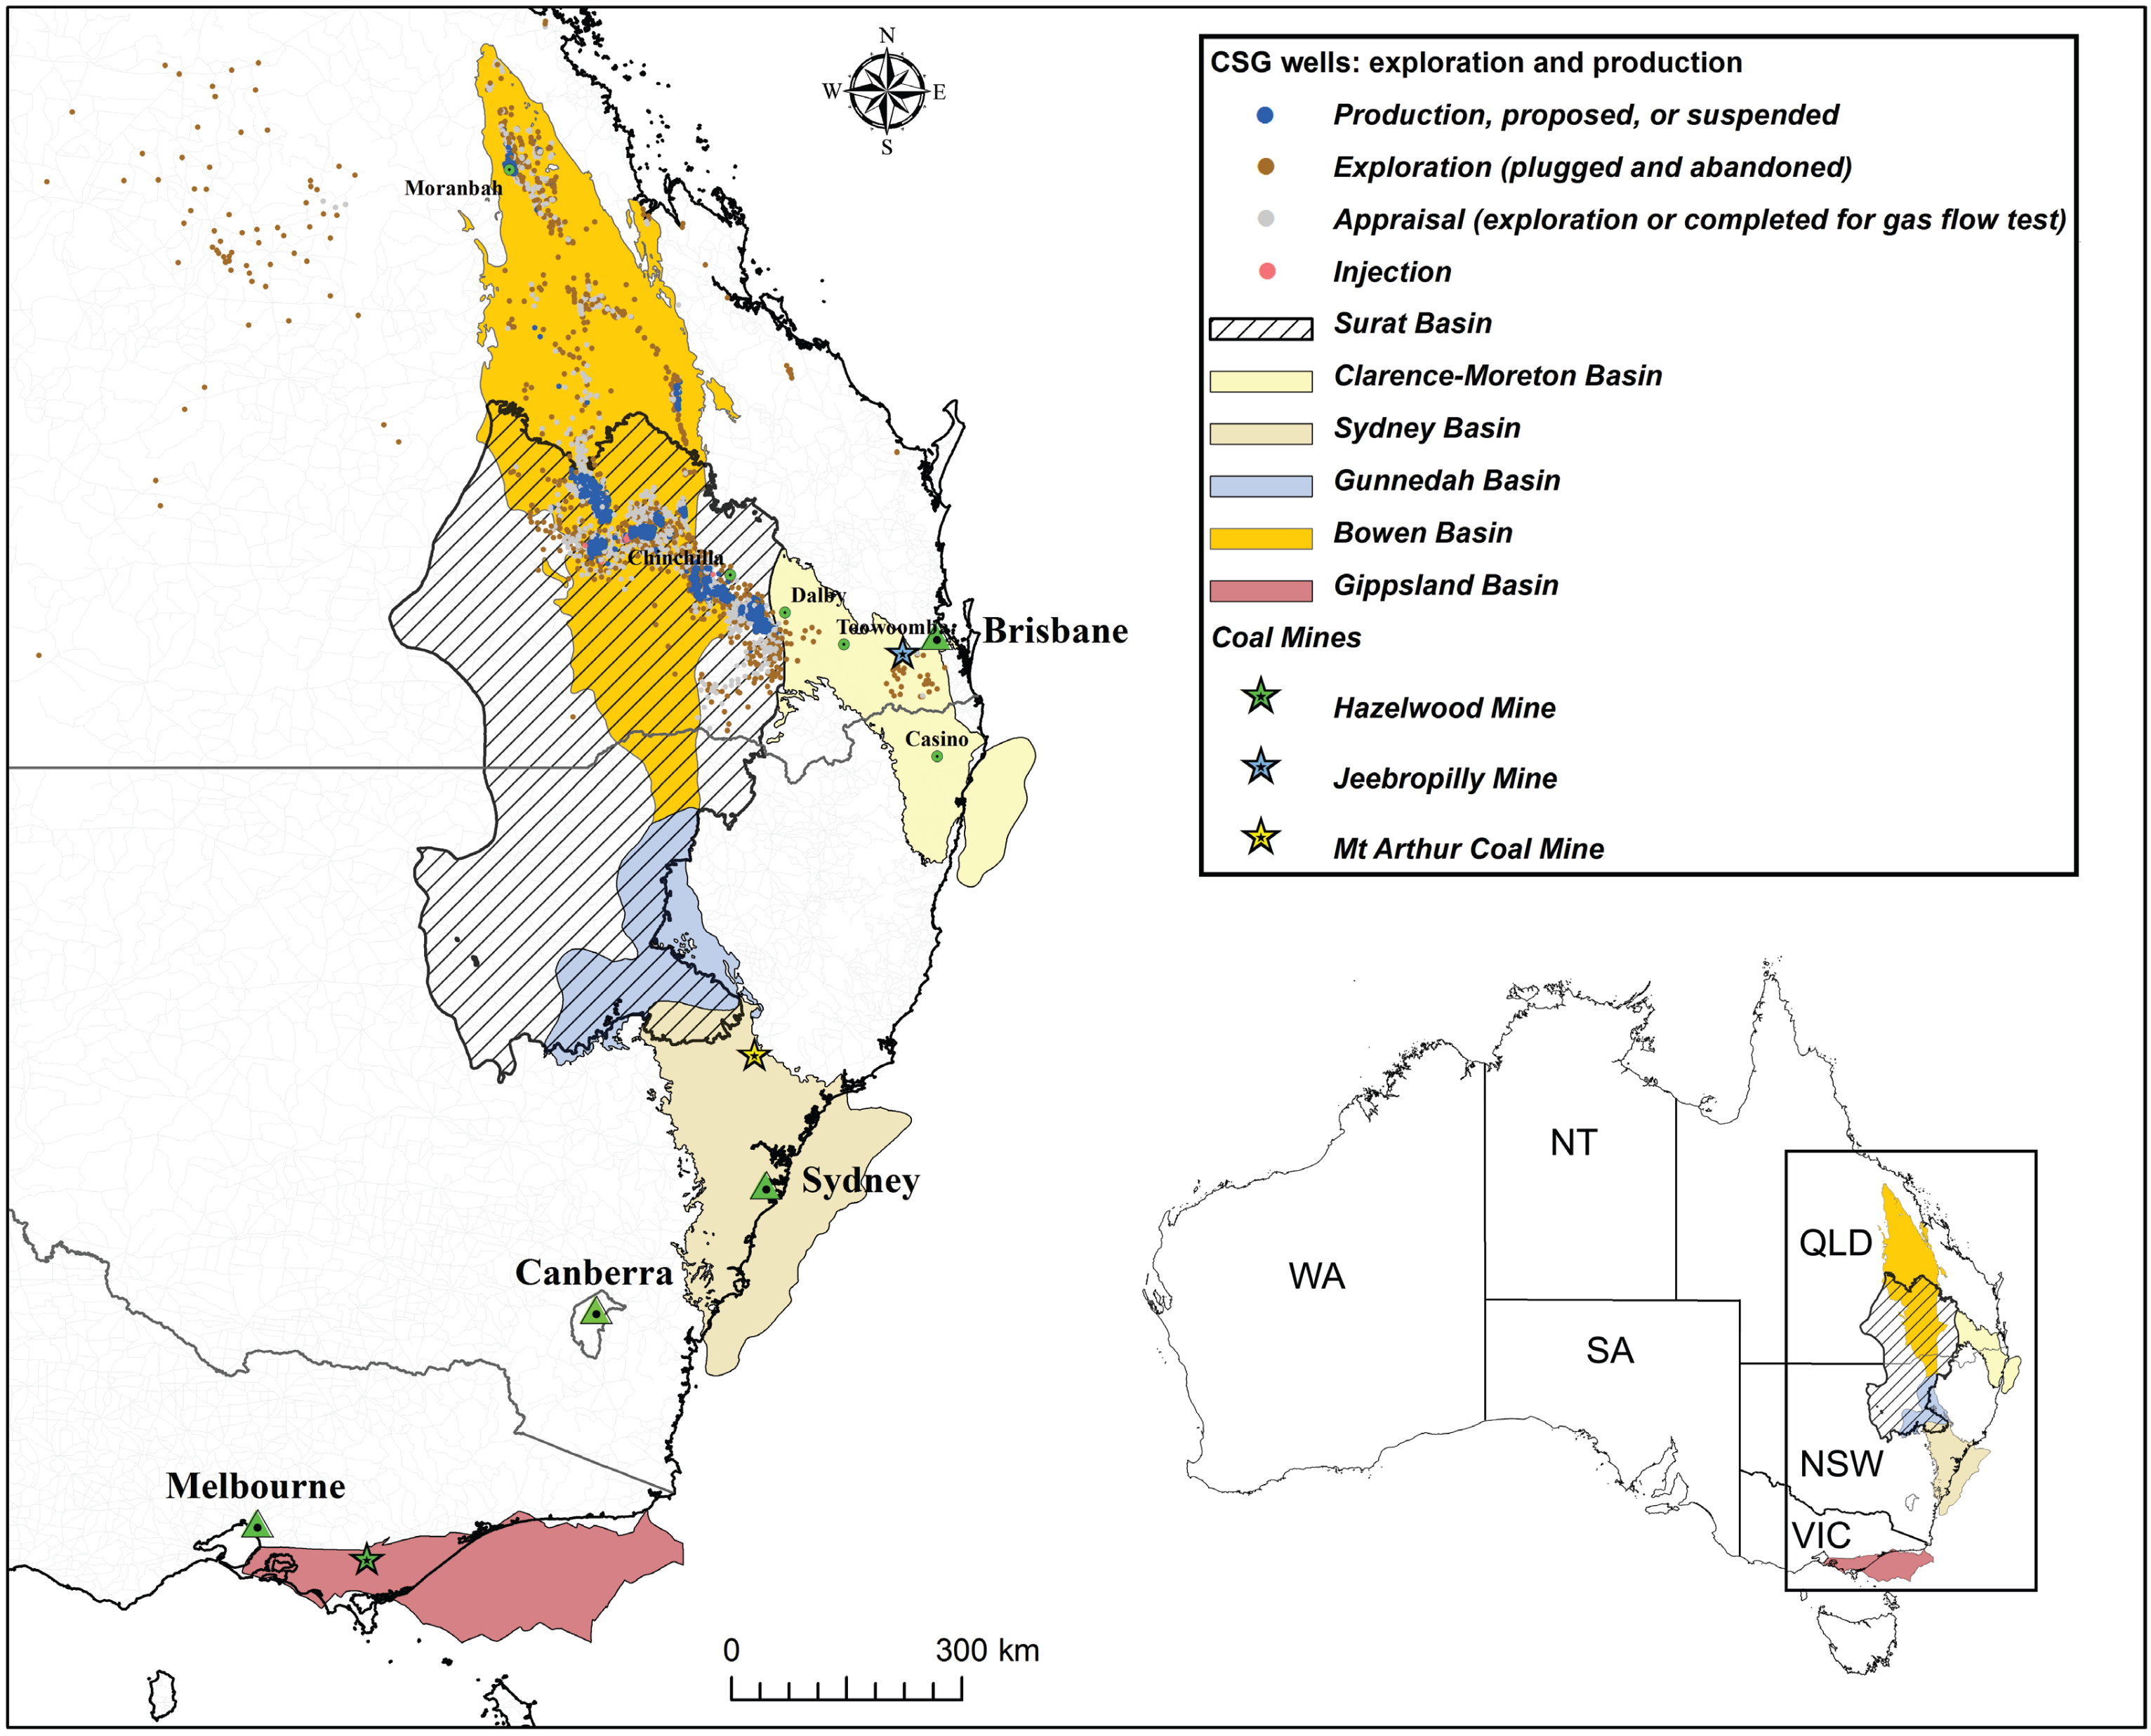 N
W E
S
Moranbah
Chinchilla
Dalby
Toowoomba
Brisbane
Casino
Sydney
Canberra
Melbourne
0 300 km
CSG wells: exploration and production
Production, proposed, or suspended
Exploration (plugged and abandoned)
Appraisal (exploration or completed for gas flow test)
Injection
Surat Basin
Clarence-Moreton Basin
Sydney Basin
Gunnedah Basin
Bowen Basin
Gippsland Basin
Coal Mines
Hazelwood Mine
Jeebropilly Mine
Mt Arthur Coal Mine
NT
QLD
WA
SA
NSW
VIC